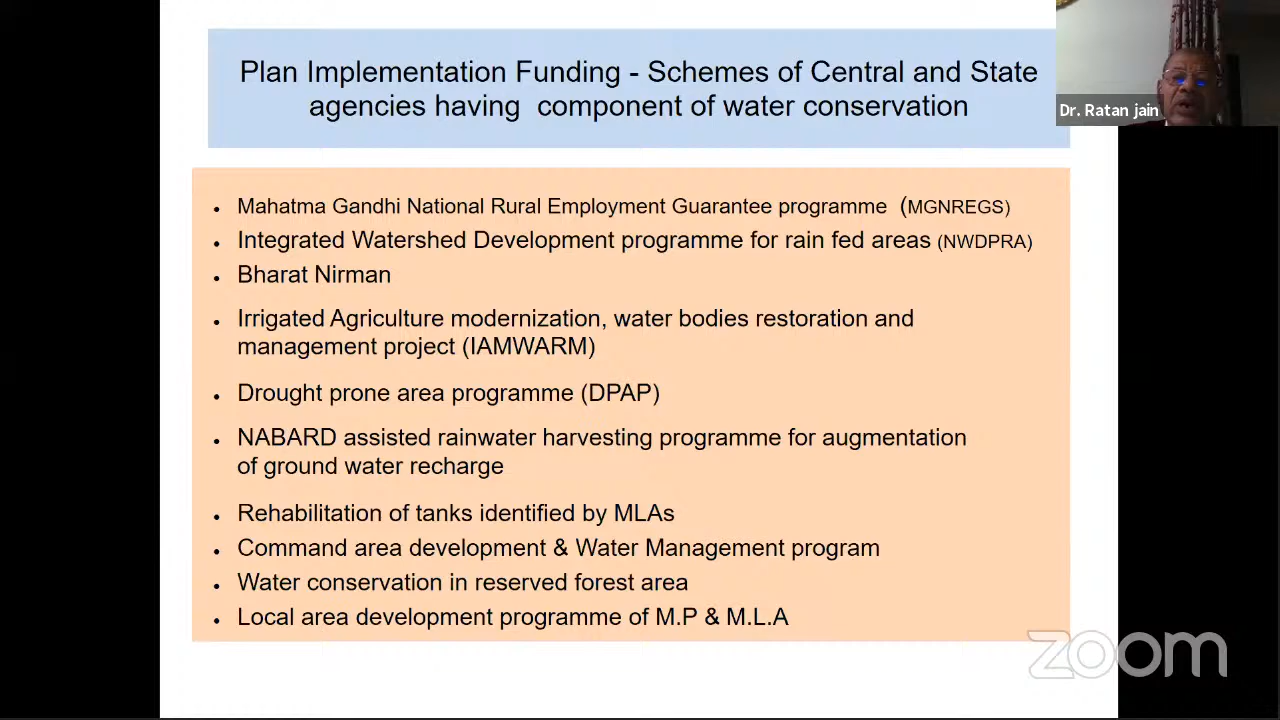 Plan Implementation Funding - Schemes of Central and State
agencies having component of water conservation
Dr. Ratan jain
• Mahatma Gandhi National Rural Employment Guarantee programme (MGNREGS)
• Integrated Watershed Development programme for rain fed areas (NWDPRA)
• Bharat Nirman
• Irrigated Agriculture modernization, water bodies restoration and
management project (IAMWARM)
• Drought prone area programme (DPAP)
• NABARD assisted rainwater harvesting programme for augmentation
of ground water recharge
• Rehabilitation of tanks identified by MLAs
• Command area development & Water Management program
• Water conservation in reserved forest area
• Local area development programme of M.P & M.L.A
zoom